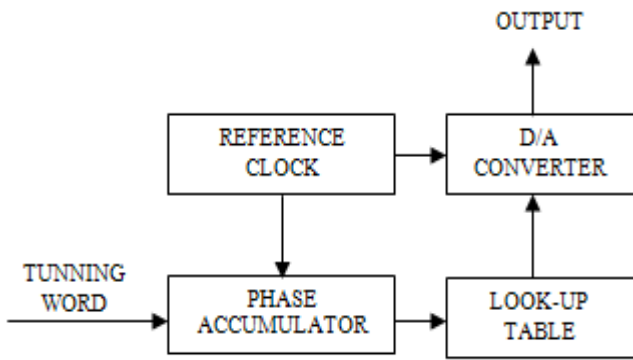 OUTPUT
REFERENCE
CLOCK
D/A
CONVERTER
TUNNING
WORD
PHASE
ACCUMULATOR
LOOK-UP
TABLE